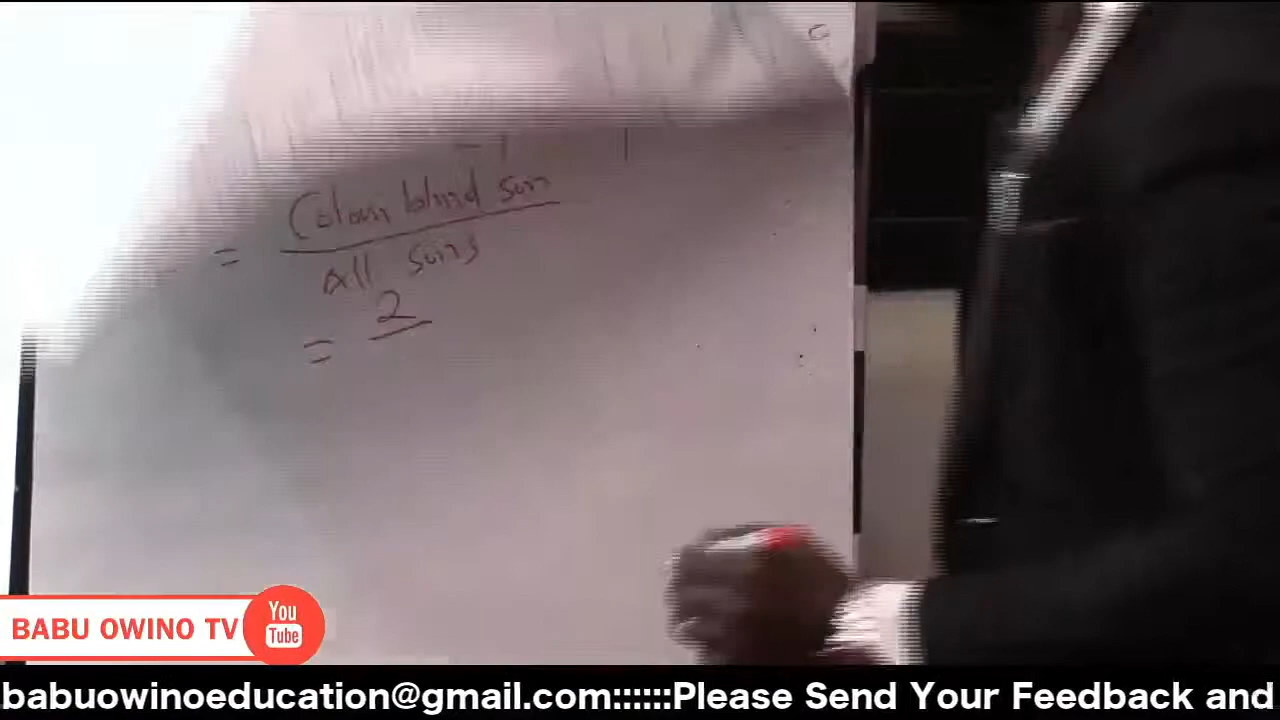 = Colour blind son
All sons
= 2
BABU OWINO TV
You
Tube
babuowinoeducation@gmail.com::::::Please Send Your Feedback and